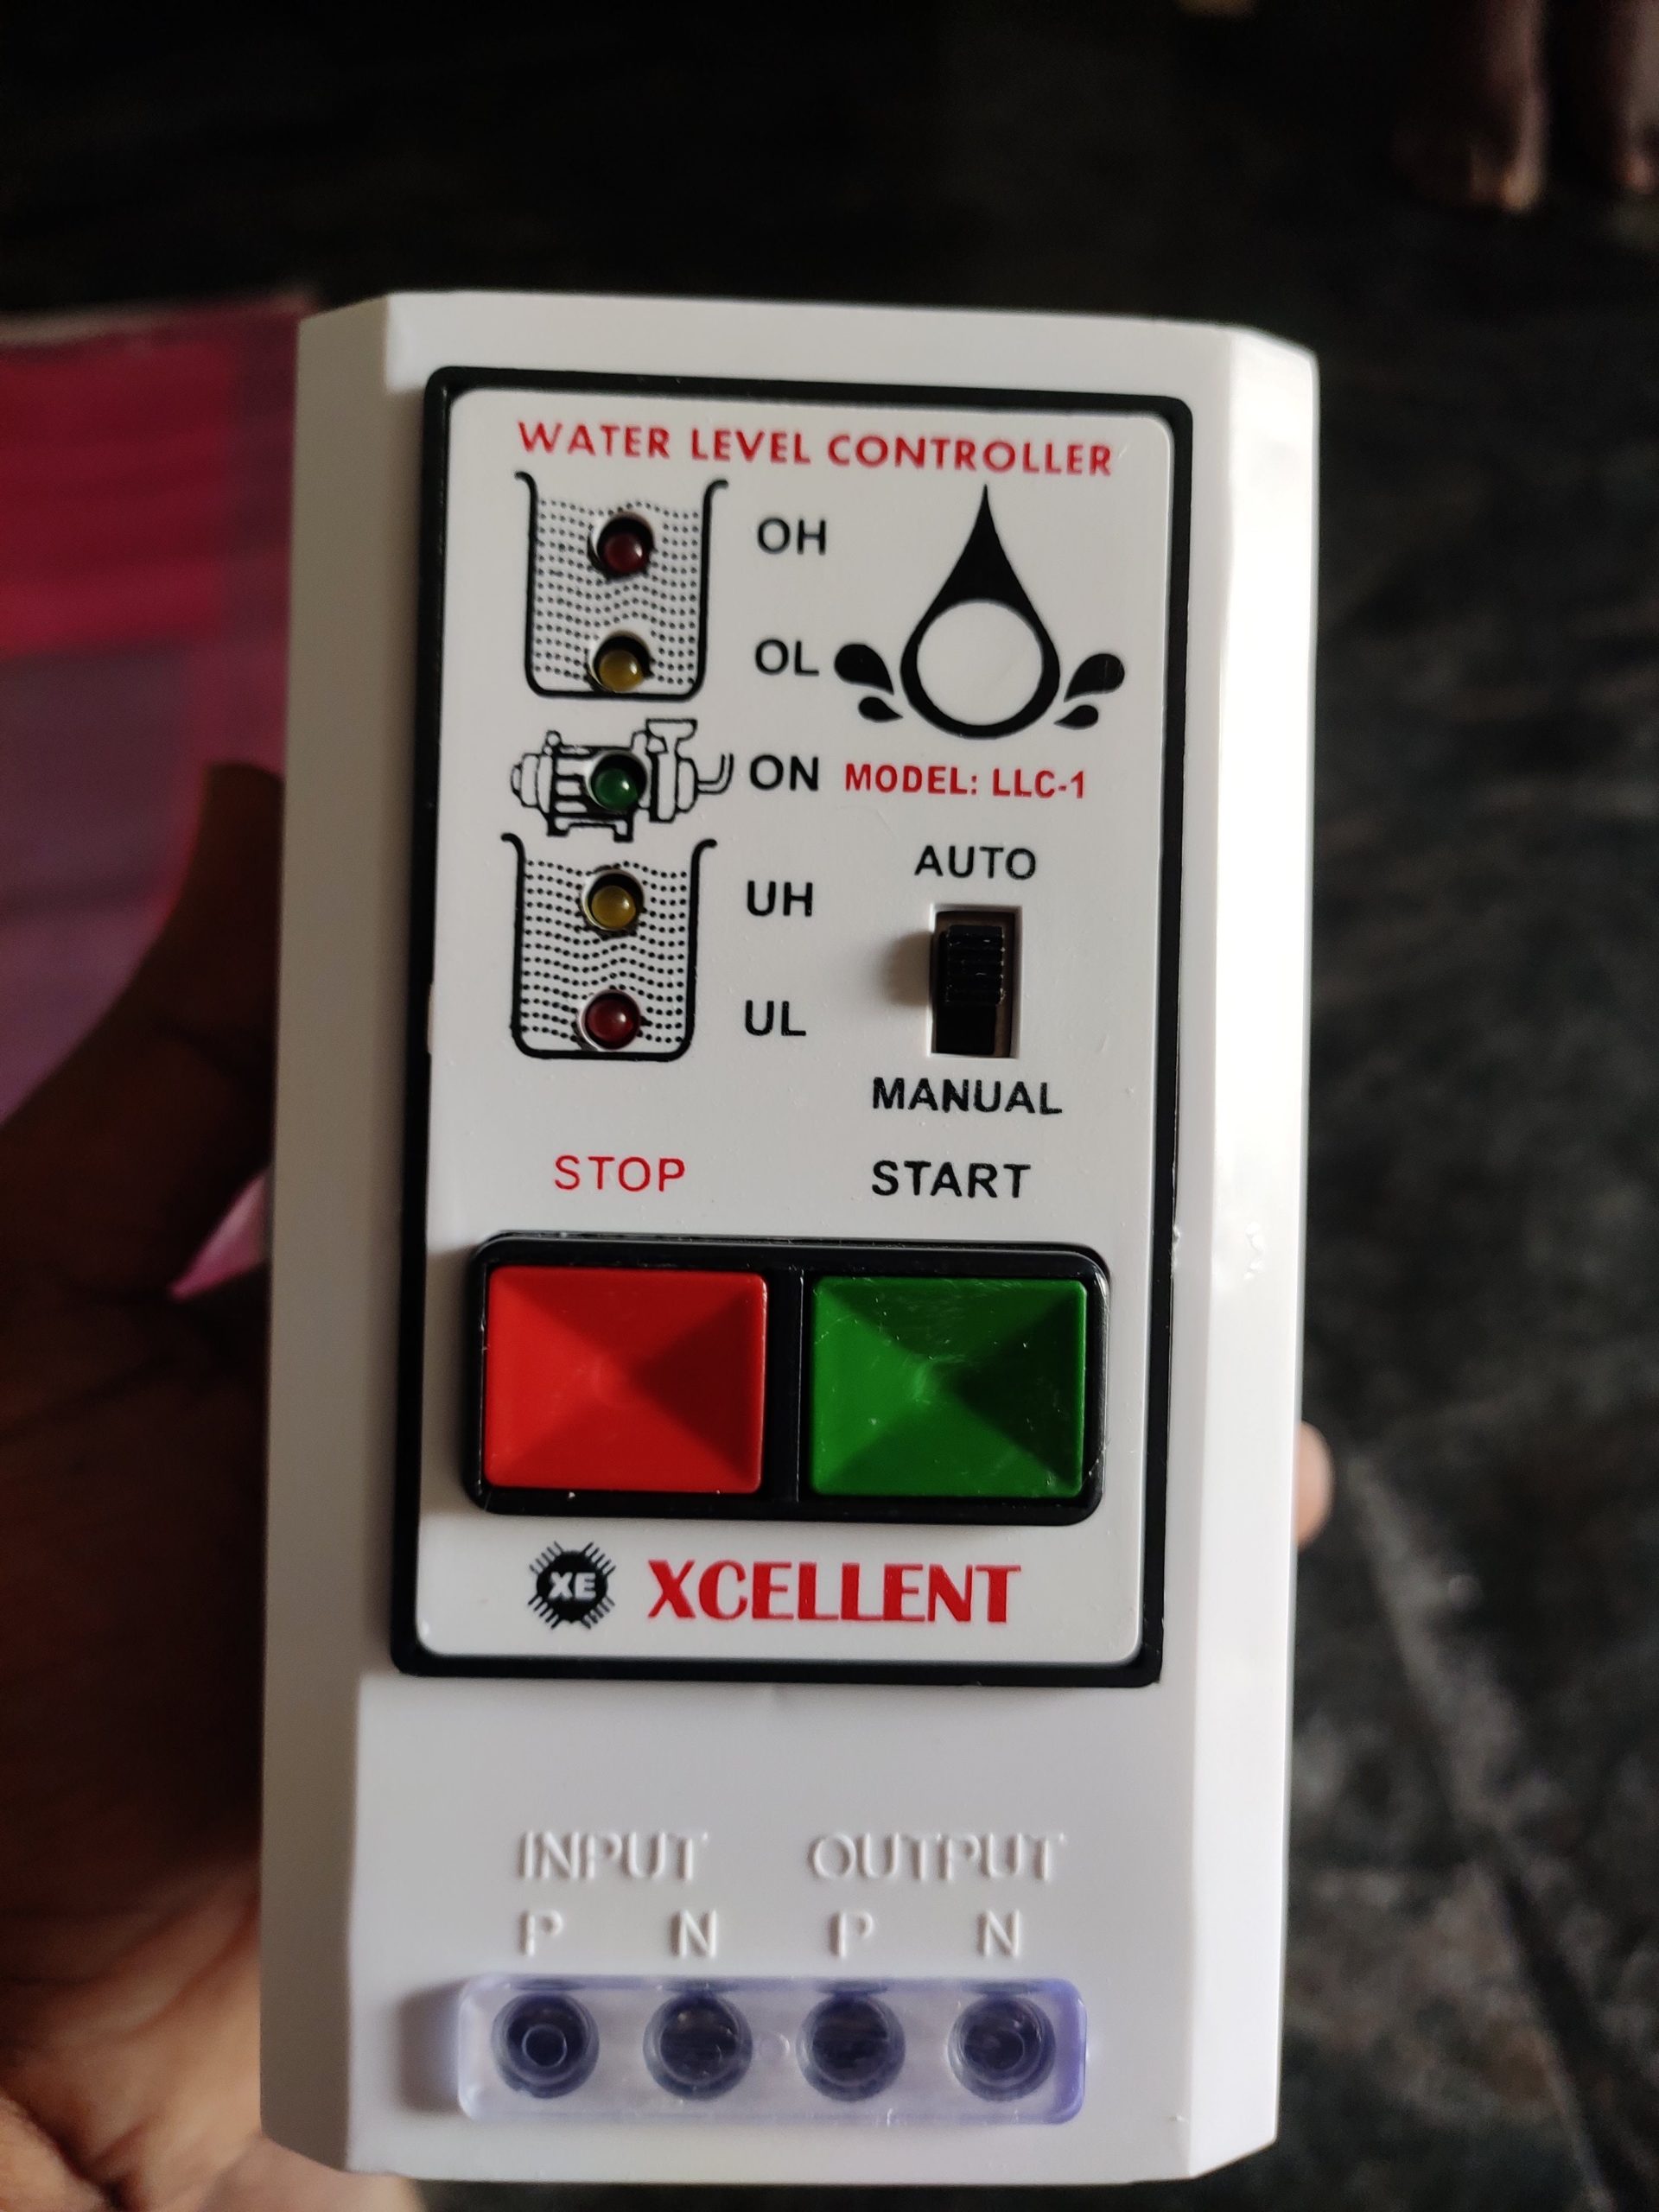 WATER LEVEL CONTROLLER
OH
OL
ON
MODEL: LLC-1
AUTO
UH
UL
MANUAL
STOP
START
XE XCELLENT
INPUT OUTPUT
P N P N